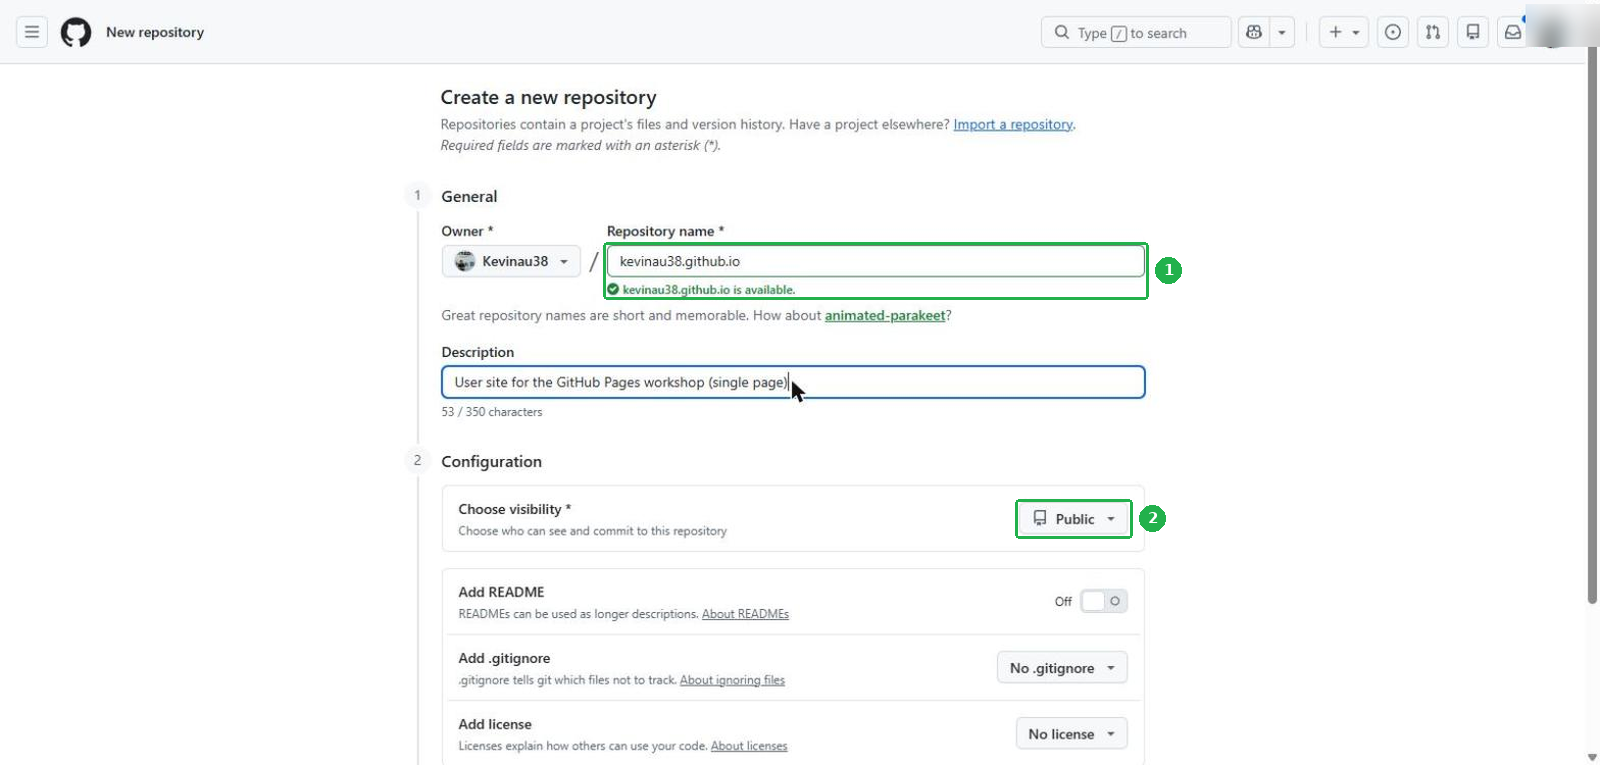 New repository
Type / to search
Create a new repository
Repositories contain a project's files and version history. Have a project elsewhere? Import a repository.
Required fields are marked with an asterisk (*).
1 General
Owner *
Repository name *
Kevinau38 / kevinau38.github.io
1
kevinau38.github.io is available.
Great repository names are short and memorable. How about animated-parakeet?
Description
User site for the GitHub Pages workshop (single page)
53 / 350 characters
2 Configuration
Choose visibility *
Choose who can see and commit to this repository
Public
2
Add README
READMEs can be used as longer descriptions. About READMEs
Off
Add .gitignore
.gitignore tells git which files not to track. About ignoring files
No .gitignore
Add license
Licenses explain how others can use your code. About licenses
No license